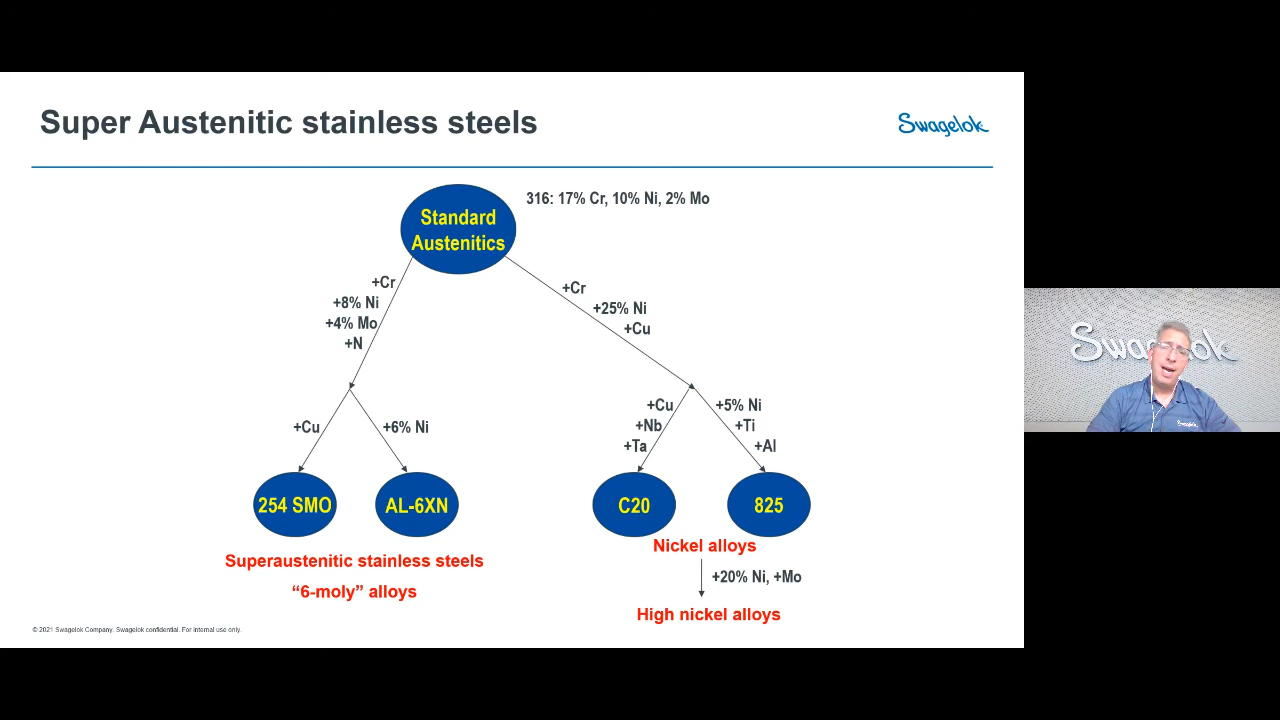 Super Austenitic stainless steels
Swagelok
316: 17% Cr, 10% Ni, 2% Mo
Standard
Austenitics
+Cr
+8% Ni
+4% Mo
+N
+Cr
+25% Ni
+Cu
+Cu
+6% Ni
+Cu
+Nb
+Ta
+5% Ni
+Ti
+Al
254 SMO
AL-6XN
C20
825
Superaustenitic stainless steels
“6-moly” alloys
Nickel alloys
+20% Ni, +Mo
High nickel alloys
© 2021 Swagelok Company. Swagelok confidential. For internal use only.
Swagelok
Swagelok